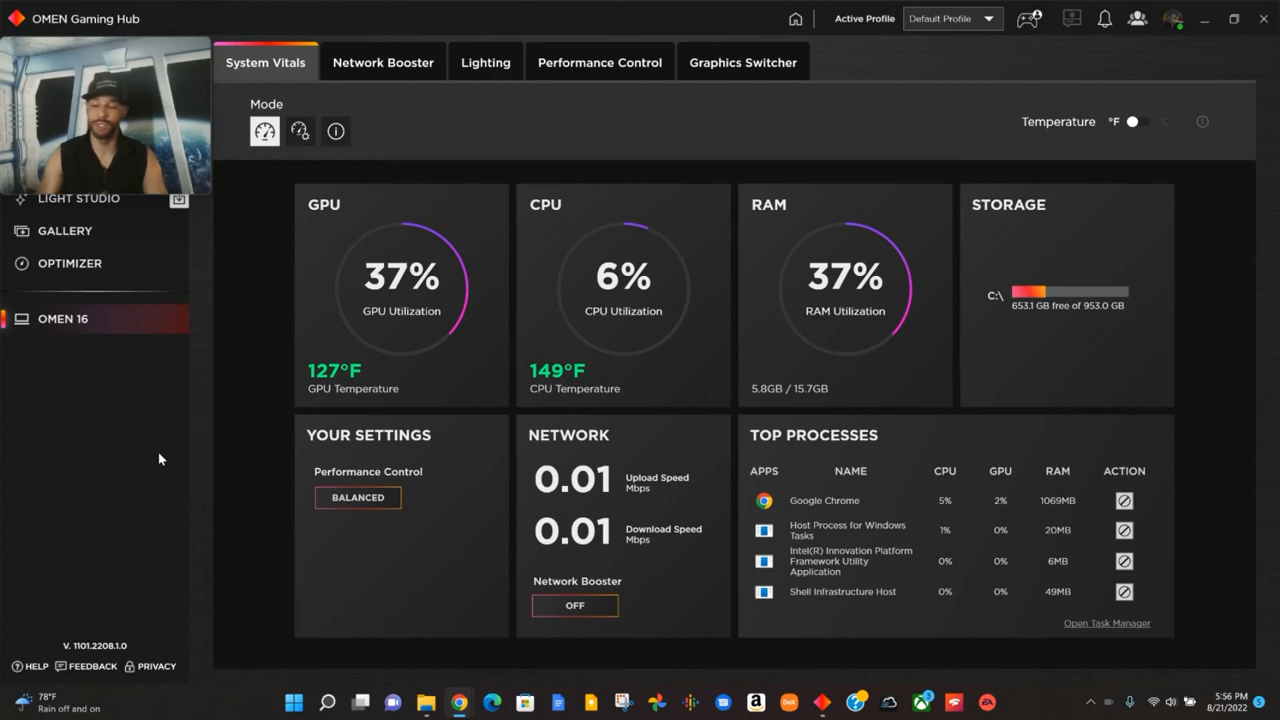 OMEN Gaming Hub
Active Profile
Default Profile
System Vitals
Network Booster
Lighting
Performance Control
Graphics Switcher
Mode
Temperature °F °C
LIGHT STUDIO
GALLERY
OPTIMIZER
OMEN 16
GPU
37%
GPU Utilization
127°F
GPU Temperature
CPU
6%
CPU Utilization
149°F
CPU Temperature
RAM
37%
RAM Utilization
5.8GB / 15.7GB
STORAGE
C:\
653.1 GB free of 953.0 GB
YOUR SETTINGS
Performance Control
BALANCED
NETWORK
0.01 Upload Speed
Mbps
0.01 Download Speed
Mbps
Network Booster
OFF
TOP PROCESSES
APPS NAME CPU GPU RAM ACTION
Google Chrome 5% 2% 1069MB
Host Process for Windows
Tasks 1% 0% 20MB
Intel(R) Innovation Platform
Framework Utility 0% 0% 6MB
Application
Shell Infrastructure Host 0% 0% 49MB
Open Task Manager
V. 1101.2208.1.0
HELP FEEDBACK PRIVACY
78°F
Rain off and on
a
DELL
3
EA
5:56 PM
8/21/2022
5